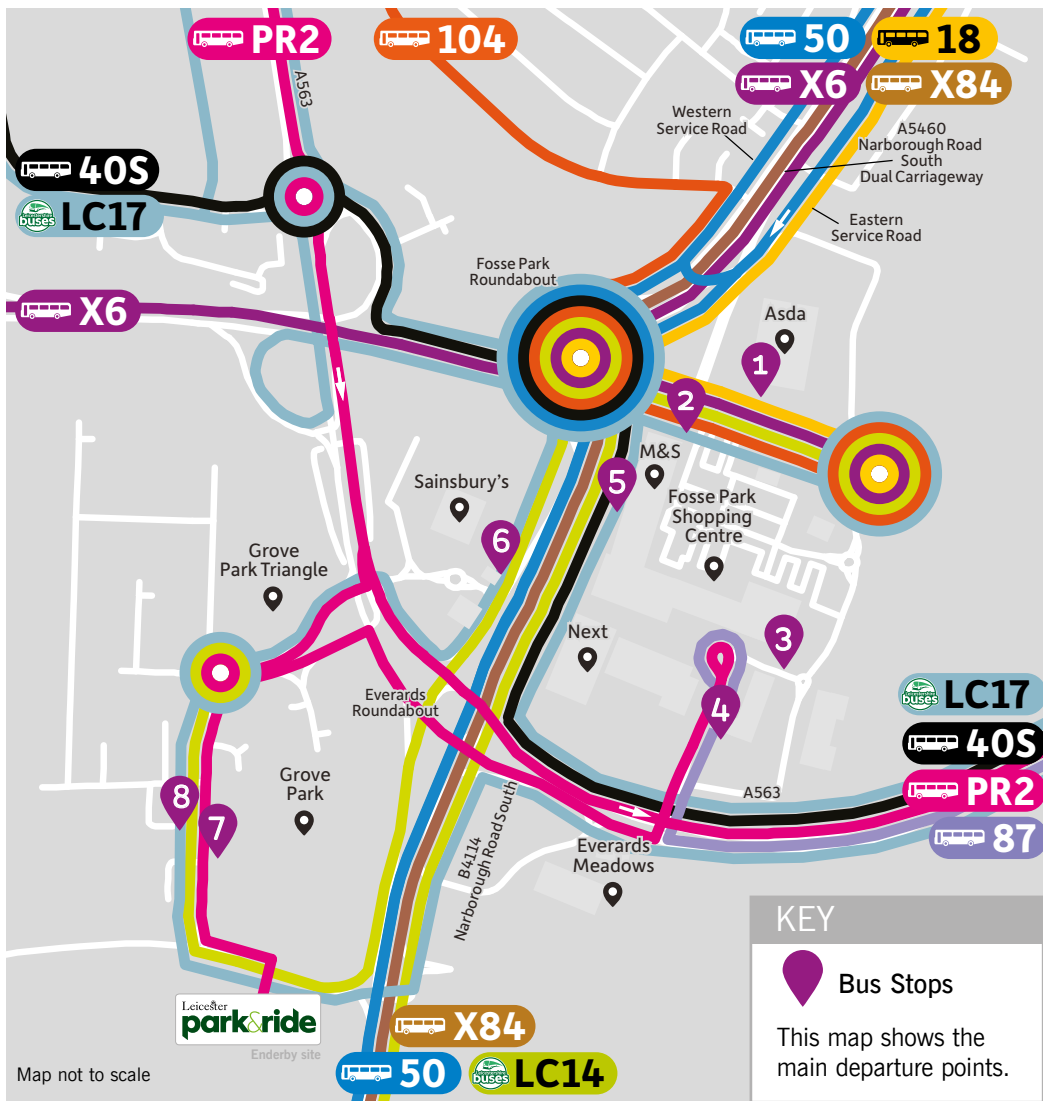 PR2
104
50
18
X6
X84
A563
Western
Service Road
A5460
Narborough Road
South
Dual Carriageway
40S
buses
LC17
Eastern
Service Road
Fosse Park
Roundabout
X6
Asda
1
2
M&S
5
Sainsbury's
Fosse Park
Shopping
Centre
6
Grove
Park Triangle
Next
3
4
Everards
Roundabout
buses
LC17
40S
A563
PR2
87
8
7
Grove
Park
B4114
Narborough Road South
Everards
Meadows
KEY
Bus Stops
This map shows the
main departure points.
Leicester
park&ride
Enderby site
X84
50
buses
LC14
Map not to scale